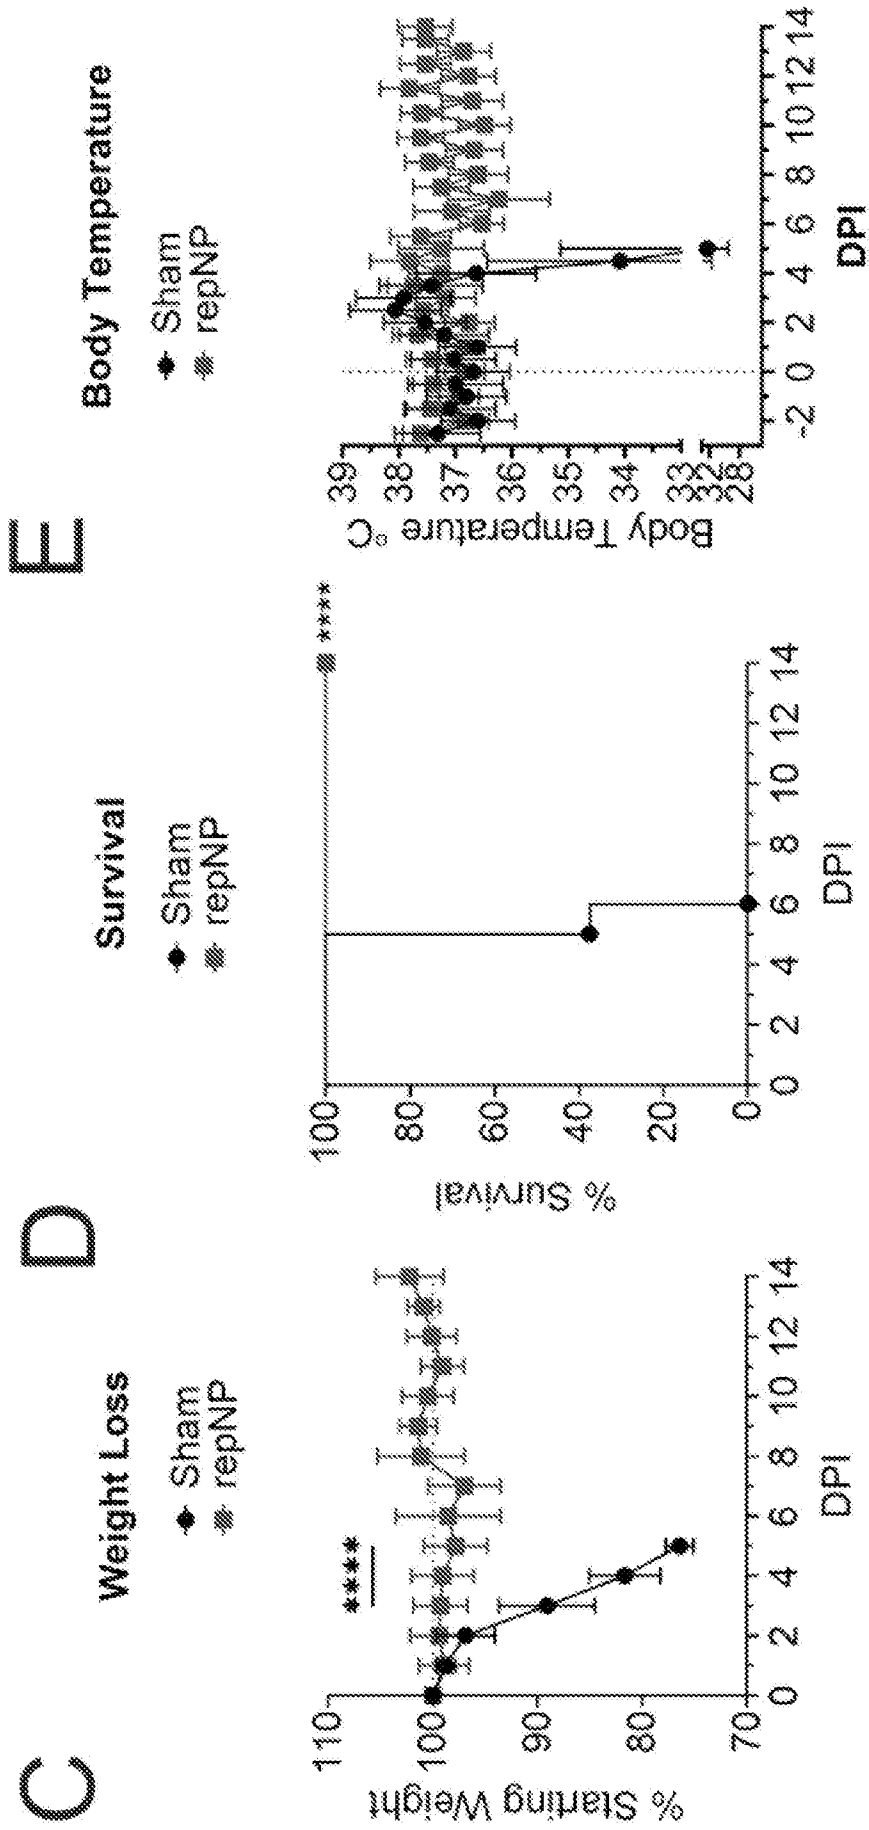 C
Weight Loss
Sham
repNP
% Starting Weight
110
100
90
80
70
****
0 2 4 6 8 10 12 14
DPI
D
Survival
Sham
repNP
% Survival
100
80
60
40
20
0
****
0 2 4 6 8 10 12 14
DPI
E
Body Temperature
Sham
repNP
Body Temperature °C
39
38
37
36
35
34
33
32
28
-2 0 2 4 6 8 10 12 14
DPI